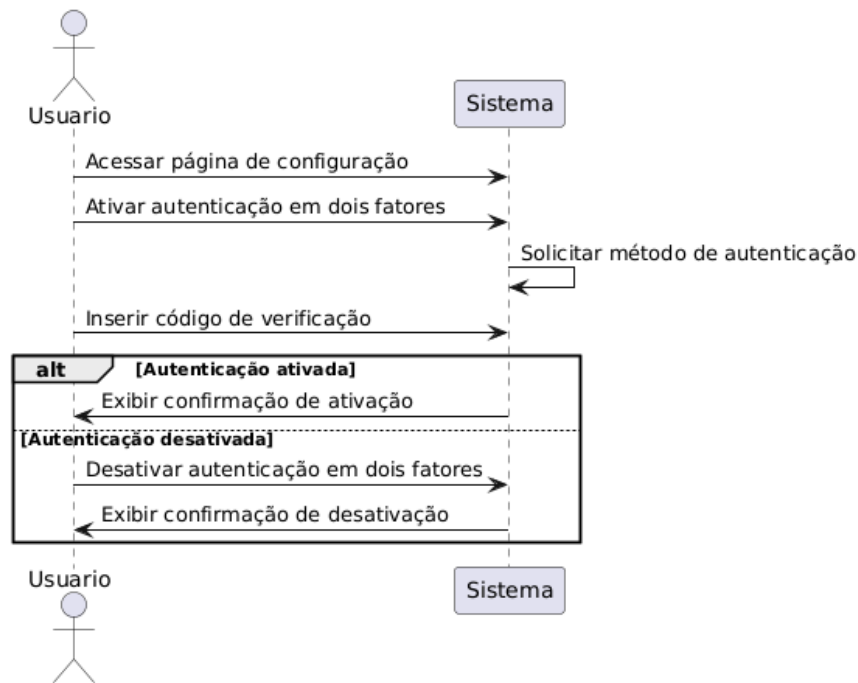 Usuario
Sistema
Acessar página de configuração
Ativar autenticação em dois fatores
Solicitar método de autenticação
Inserir código de verificação
alt [Autenticação ativada]
Exibir confirmação de ativação
[Autenticação desativada]
Desativar autenticação em dois fatores
Exibir confirmação de desativação
Usuario
Sistema